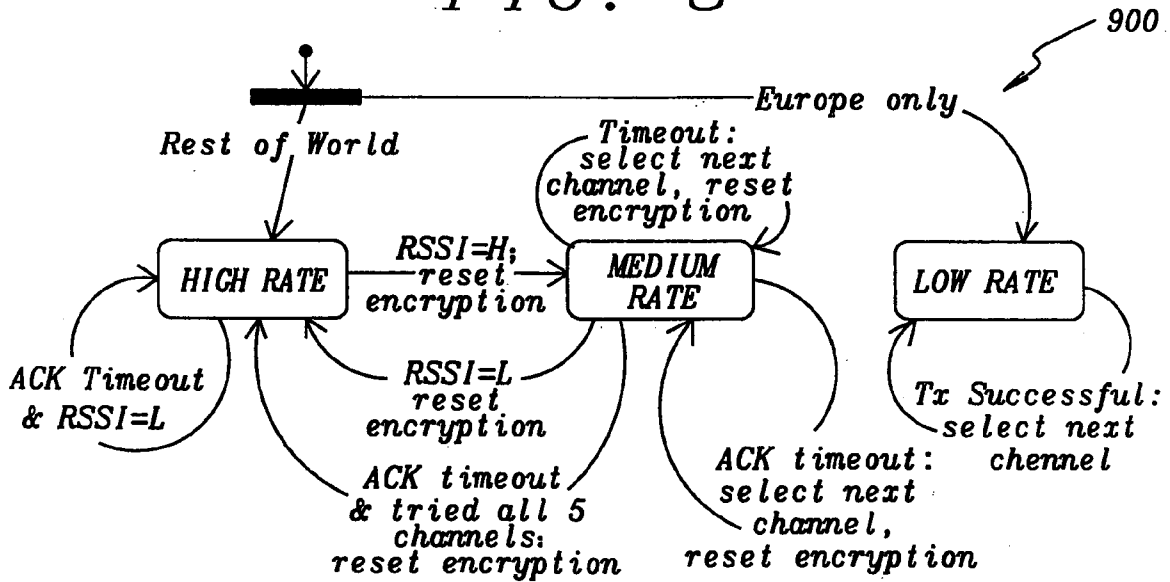 900
Europe only
Rest of World
Timeout:
select next
channel, reset
encryption
HIGH RATE
RSSI=H;
reset
encryption
MEDIUM
RATE
LOW RATE
ACK Timeout
& RSSI=L
RSSI=L
reset
encryption
ACK timeout
& tried all 5
channels:
reset encryption
ACK timeout:
select next
channel,
reset encryption
Tx Successful:
select next
chennel